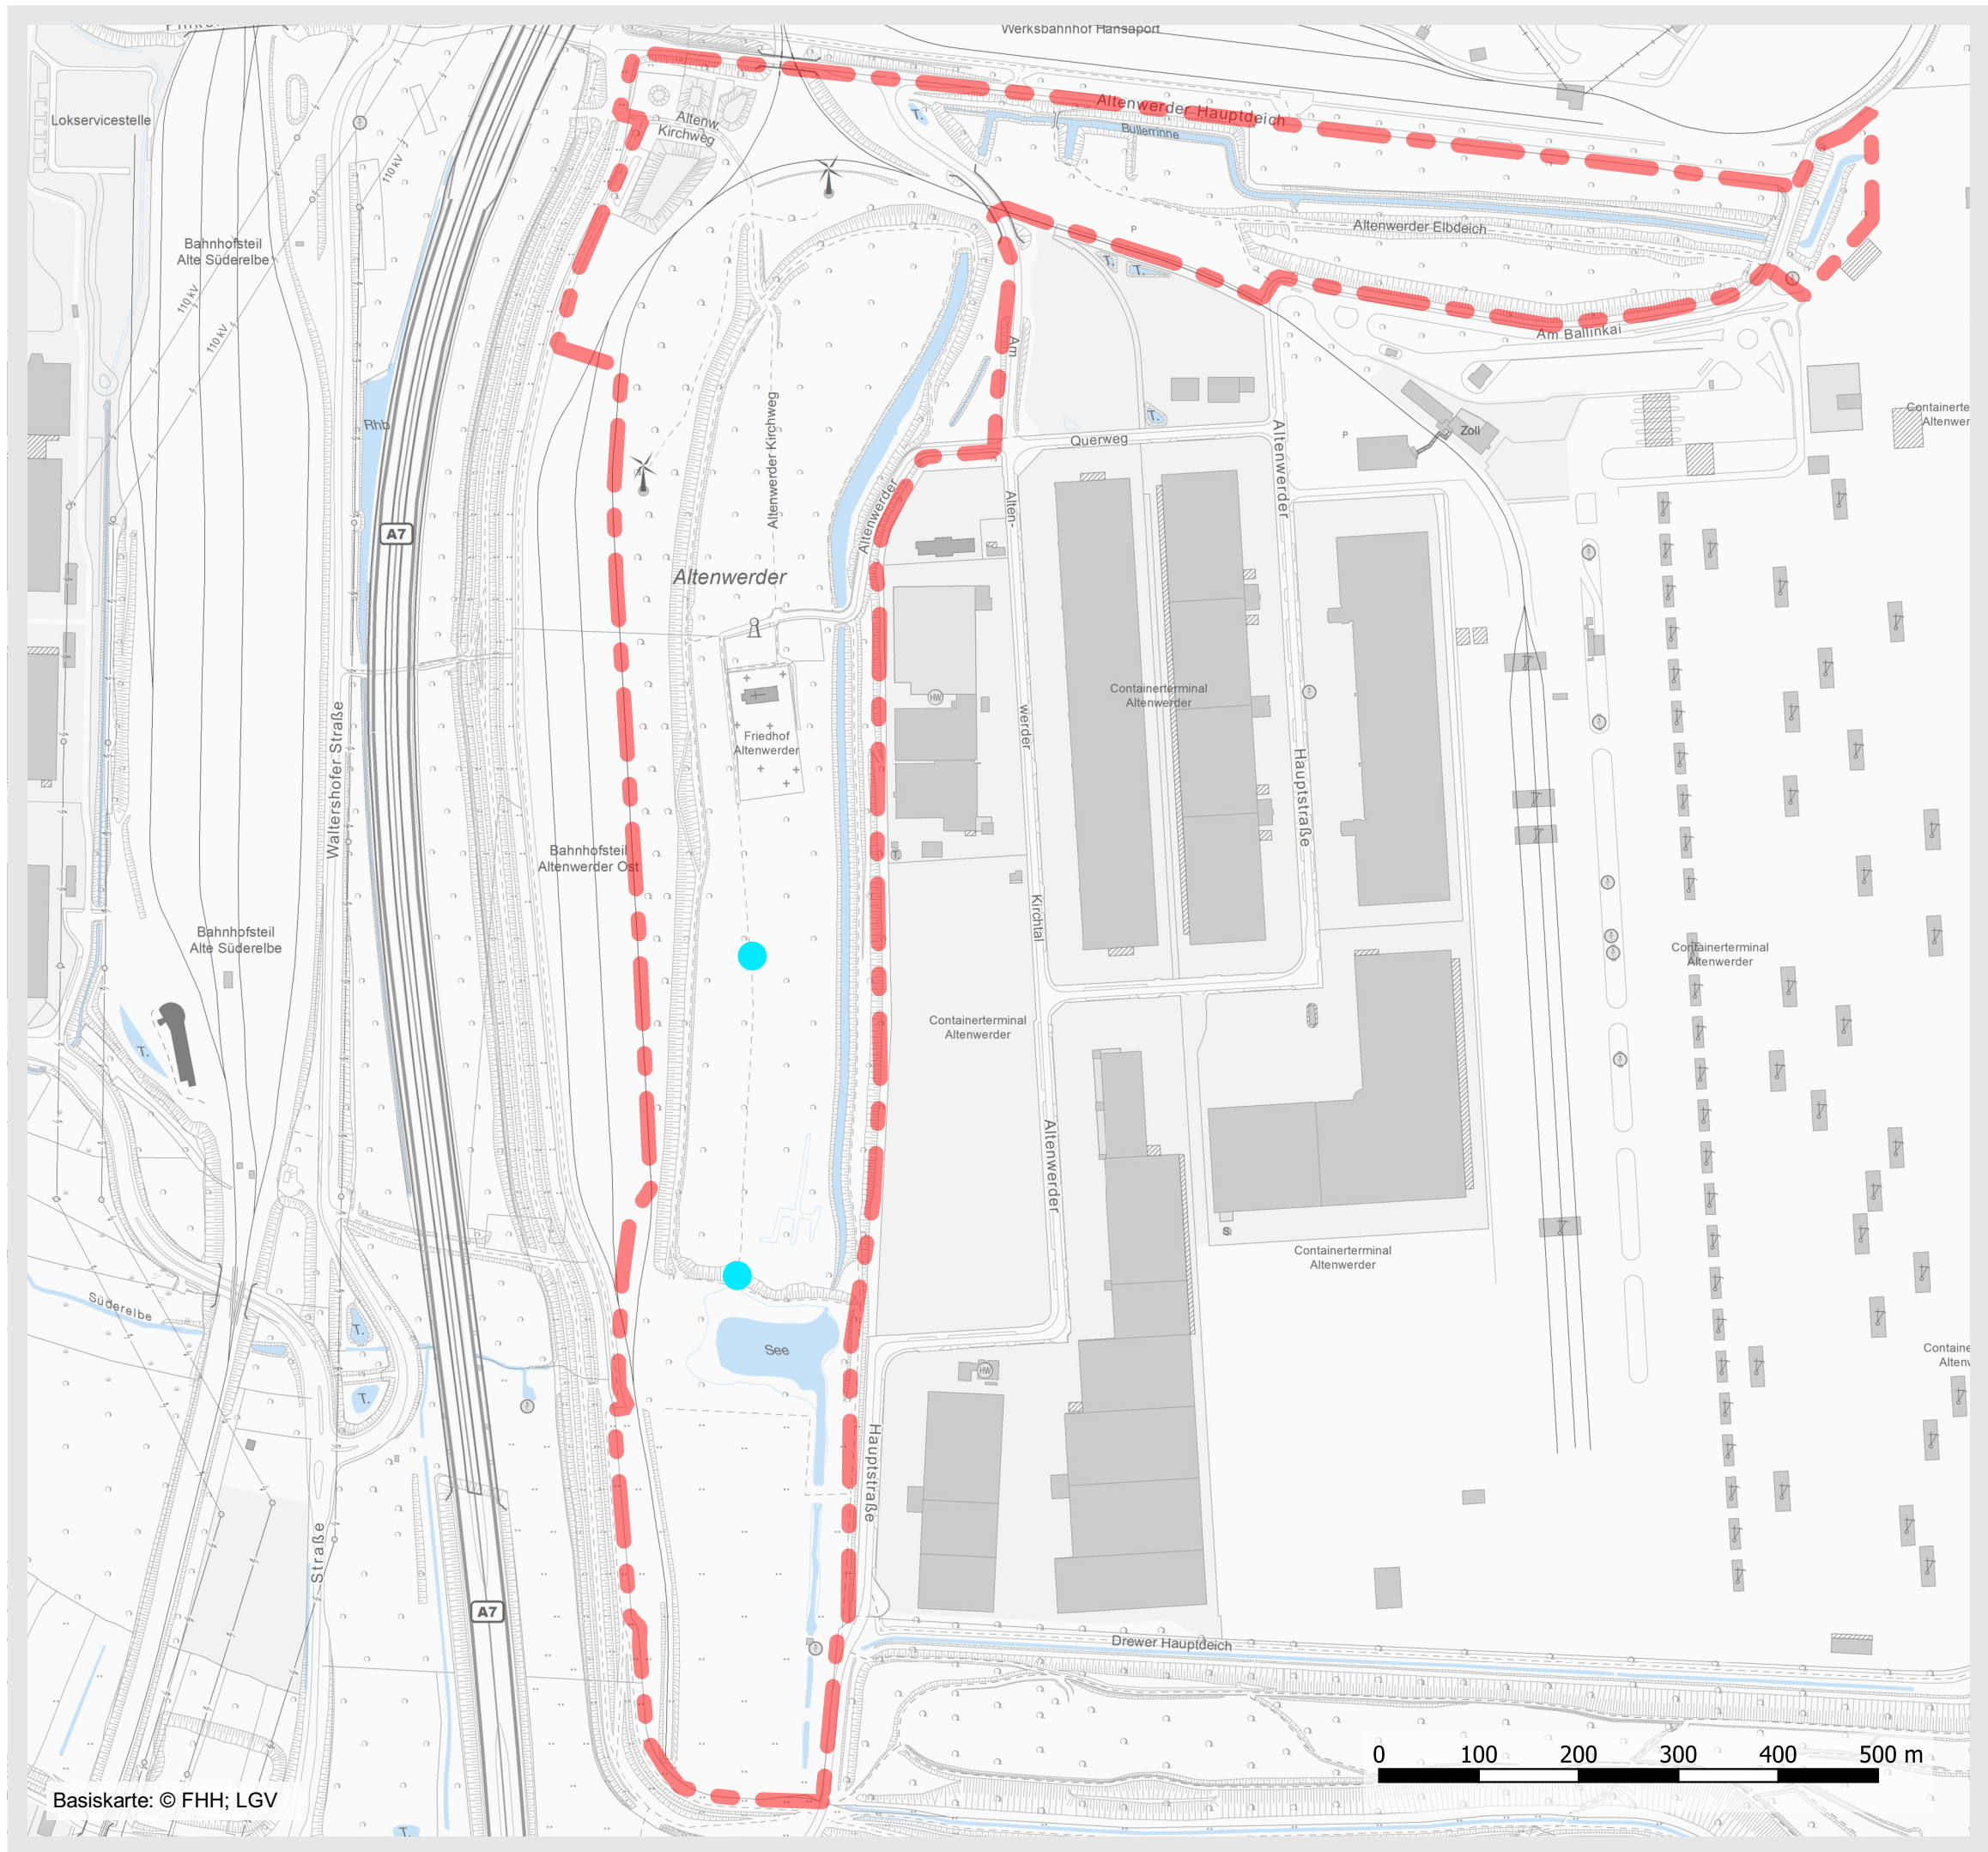 Werksbahnhof Hansaport
Lokservicestelle
Altenw.
Kirchweg
T.
Altenwerder Hauptdeich
Bullerrinne
110 kV
Bahnhofsteil
Alte Süderelbe
110 kV
110 kV
P
Altenwerder Elbdeich
T.
T.
Am Ballinkai
Am
Rhb
Altenwerder Kirchweg
Querweg
T.
Altenwerder
P
Zoll
Containerte
Altenwer
A7
Altenwerder
Alten-
werder
Kirchtal
Altenwerder
Containerterminal
Altenwerder
HW
Friedhof
Altenwerder
Waltershofer Straße
Hauptstraße
Bahnhofsteil
Altenwerder Ost
T.
Bahnhofsteil
Alte Süderelbe
Containerterminal
Altenwerder
Containerterminal
Altenwerder
T.
Altenwerder
S
Containerterminal
Altenwerder
Süderelbe
T.
See
Containe
Altenw
HW
T.
Hauptstraße
Straße
A7
Drewer Hauptdeich
0 100 200 300 400 500 m
Basiskarte: © FHH; LGV
T.